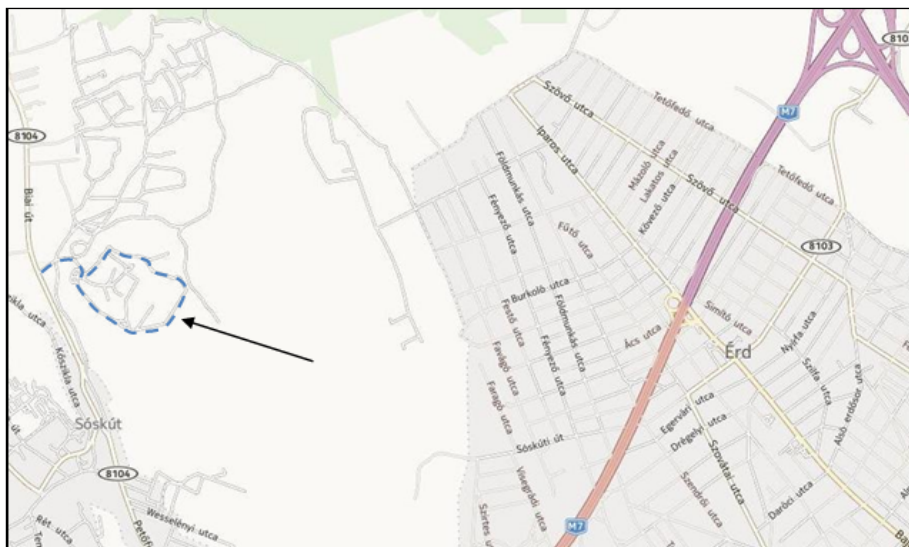 8104
Biai út
Kőszikla utca
Sóskút
8104
Wesselényi utca
Rét. utca
M7
Szövő utca
Tetőfedő utca
Iparos utca
Földmunkás utca
Fényező utca
Mázoló utca
Lakatos utca
Kövező utca
Szövő utca
Tetőfedő utca
Fűtő utca
8103
Burkoló utca
Festő utca
Földmunkás utca
Fényező utca
Favágó utca
Faragó utca
Ács utca
Simító utca
Érd
Nyírfa utca
Szilfa utca
Alsó erdősor utca
Egervári utca
Drégelyi utca
Sóskúti út
Szovátai utca
Szendrői utca
Daróci utca
Visegrádi utca
Szirtes utca
M7